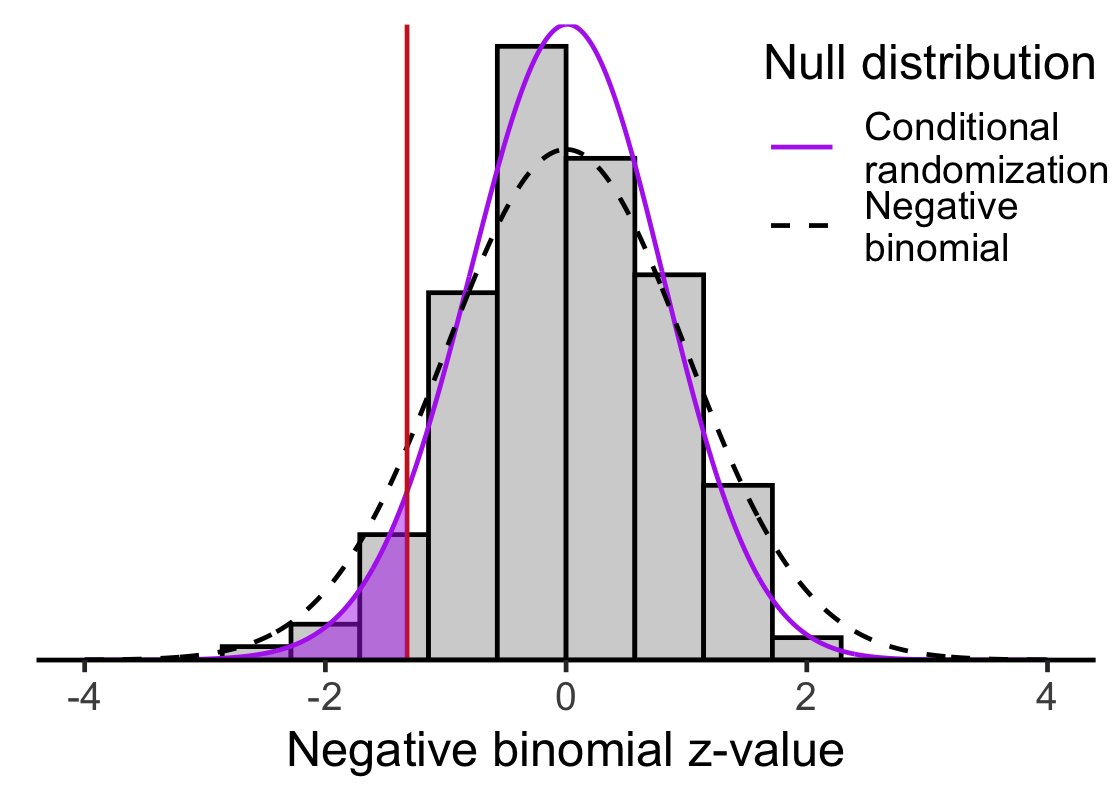 Null distribution
Conditional
randomization
Negative
binomial
-4
-2
0
2
4
Negative binomial z-value